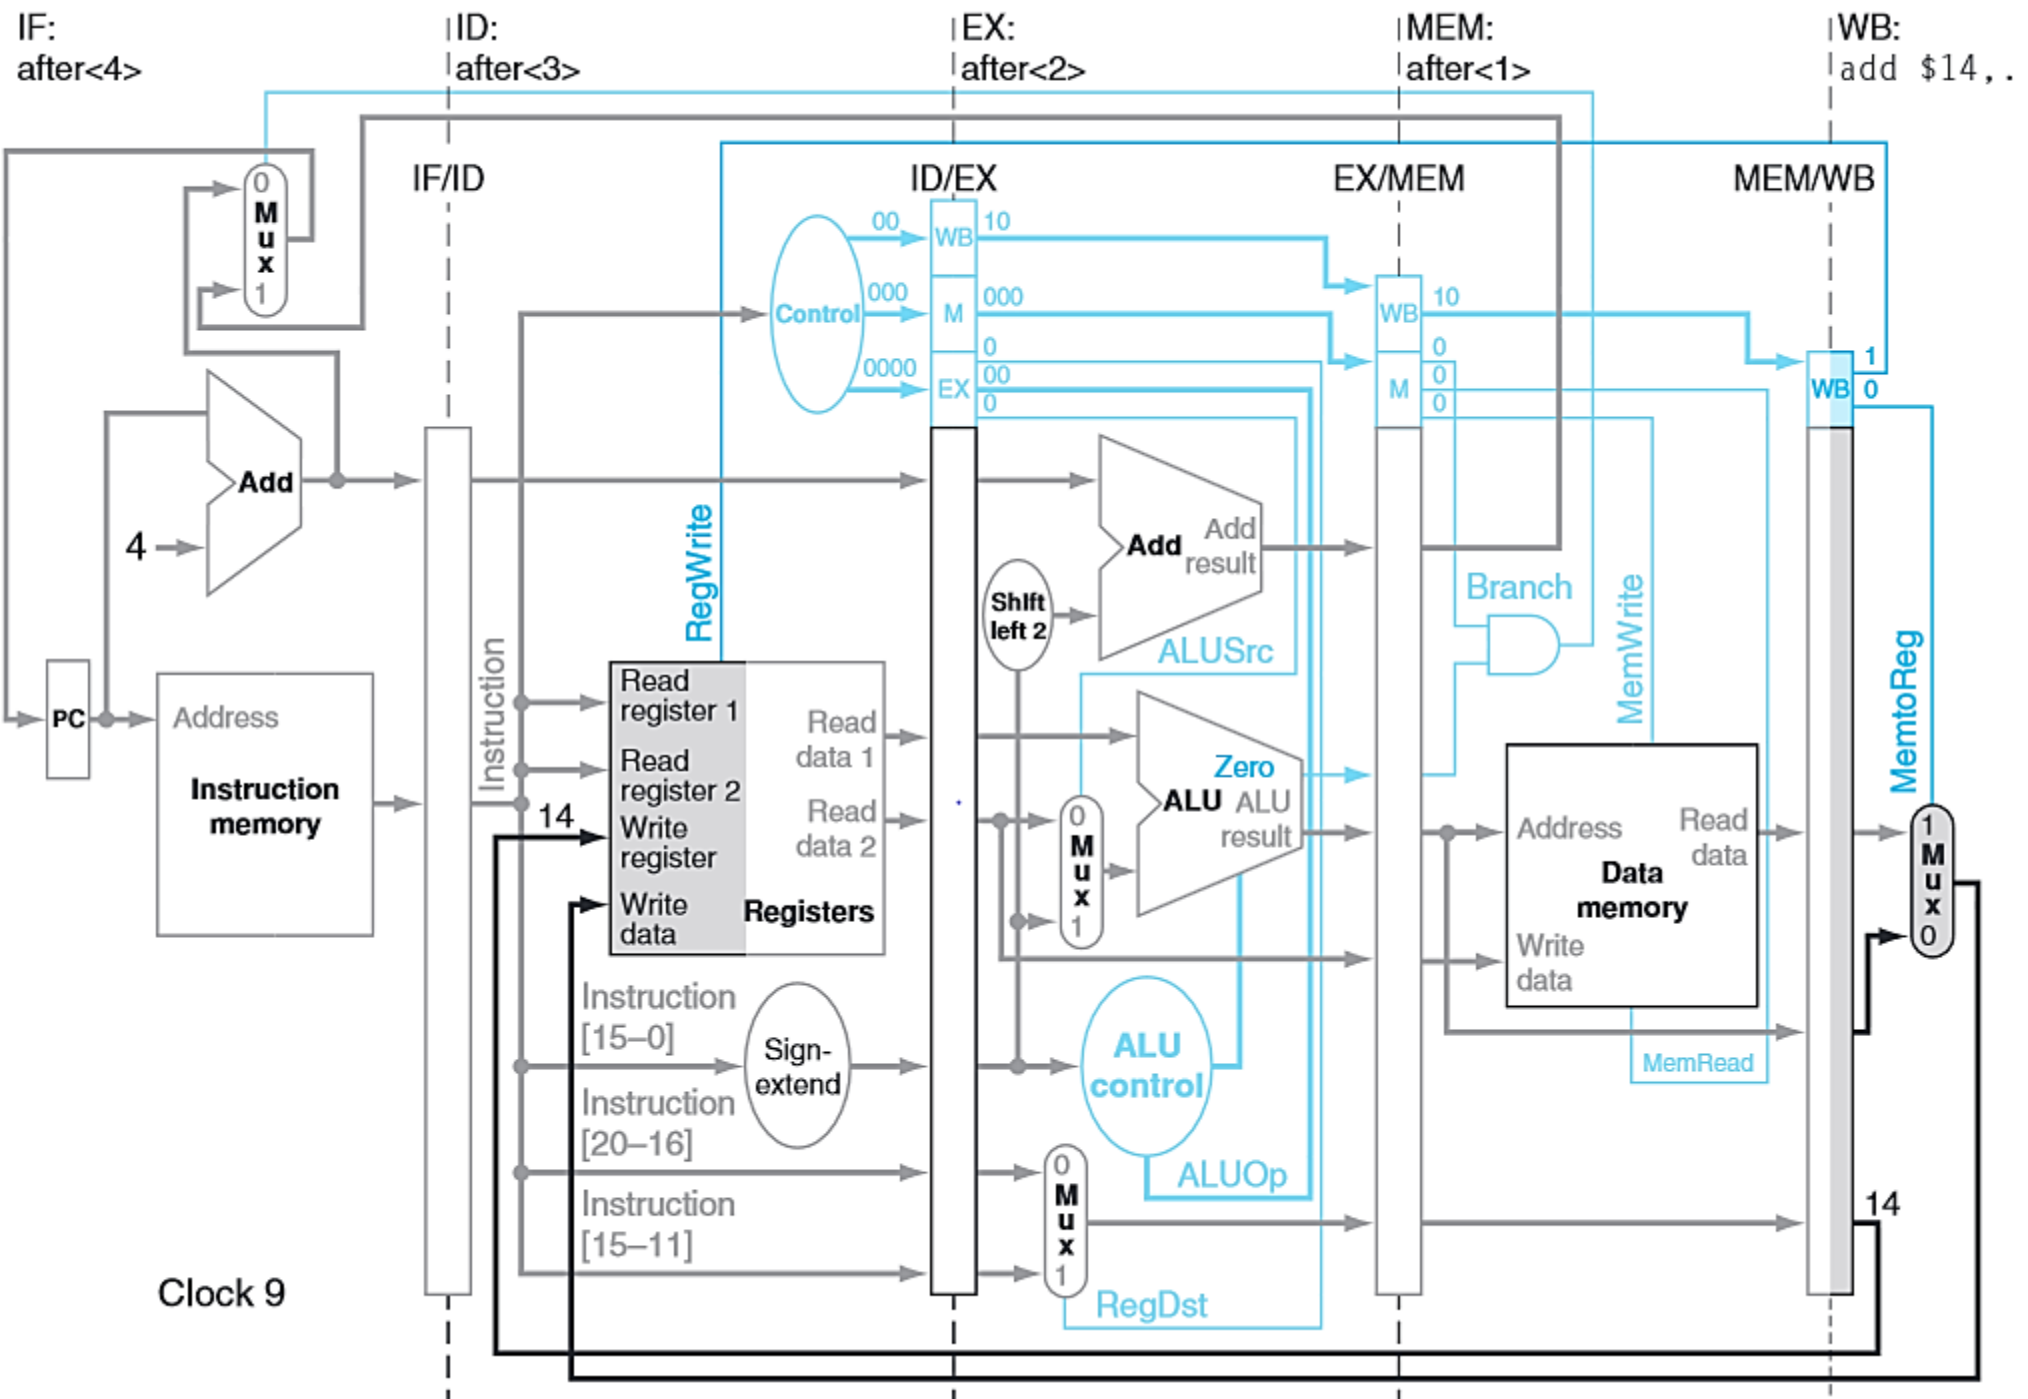 IF:
after<4>
ID:
after<3>
EX:
after<2>
MEM:
after<1>
WB:
add $14,.
IF/ID
ID/EX
EX/MEM
MEM/WB
0
M
u
x
1
Control
00
000
0000
WB
10
M
000
EX
0
00
0
WB
10
M
0
0
0
WB
1
0
Add
4
PC
Address
Instruction
memory
Instruction
RegWrite
Read
register 1
Read
register 2
14
Write
register
Write
data
Read
data 1
Read
data 2
Registers
Instruction
[15–0]
Sign-
extend
Instruction
[20–16]
Instruction
[15–11]
Add
Add
result
ShIft
left 2
ALUSrc
Zero
ALU
ALU
result
0
M
u
x
1
ALU
control
ALUOp
0
M
u
x
1
RegDst
Branch
MemWrite
Address
Read
data
Data
memory
Write
data
MemRead
MemtoReg
1
M
u
x
0
14
Clock 9